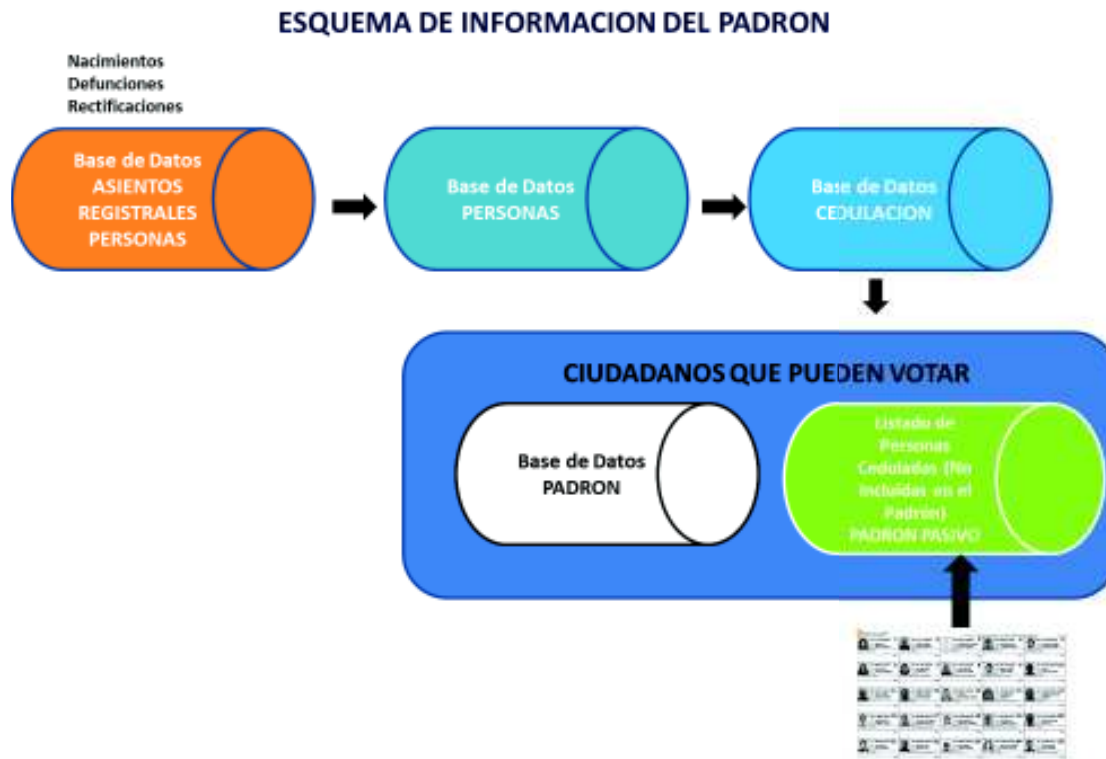 ESQUEMA DE INFORMACION DEL PADRON
Nacimientos
Defunciones
Rectificaciones
Base de Datos
ASIENTOS
REGISTRALES
PERSONAS
Base de Datos
PERSONAS
Base de Datos
CEDULACION
CIUDADANOS QUE PUEDEN VOTAR
Base de Datos
PADRON
Listado de
Personas
Ceduladas (No
Incluidas en el
Padrón)
PADRON PASIVO